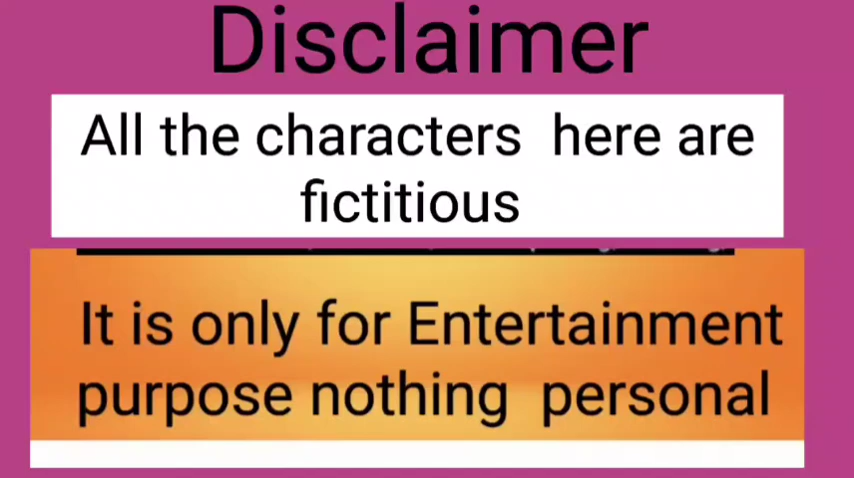 Disclaimer
All the characters here are
fictitious
It is only for Entertainment
purpose nothing personal